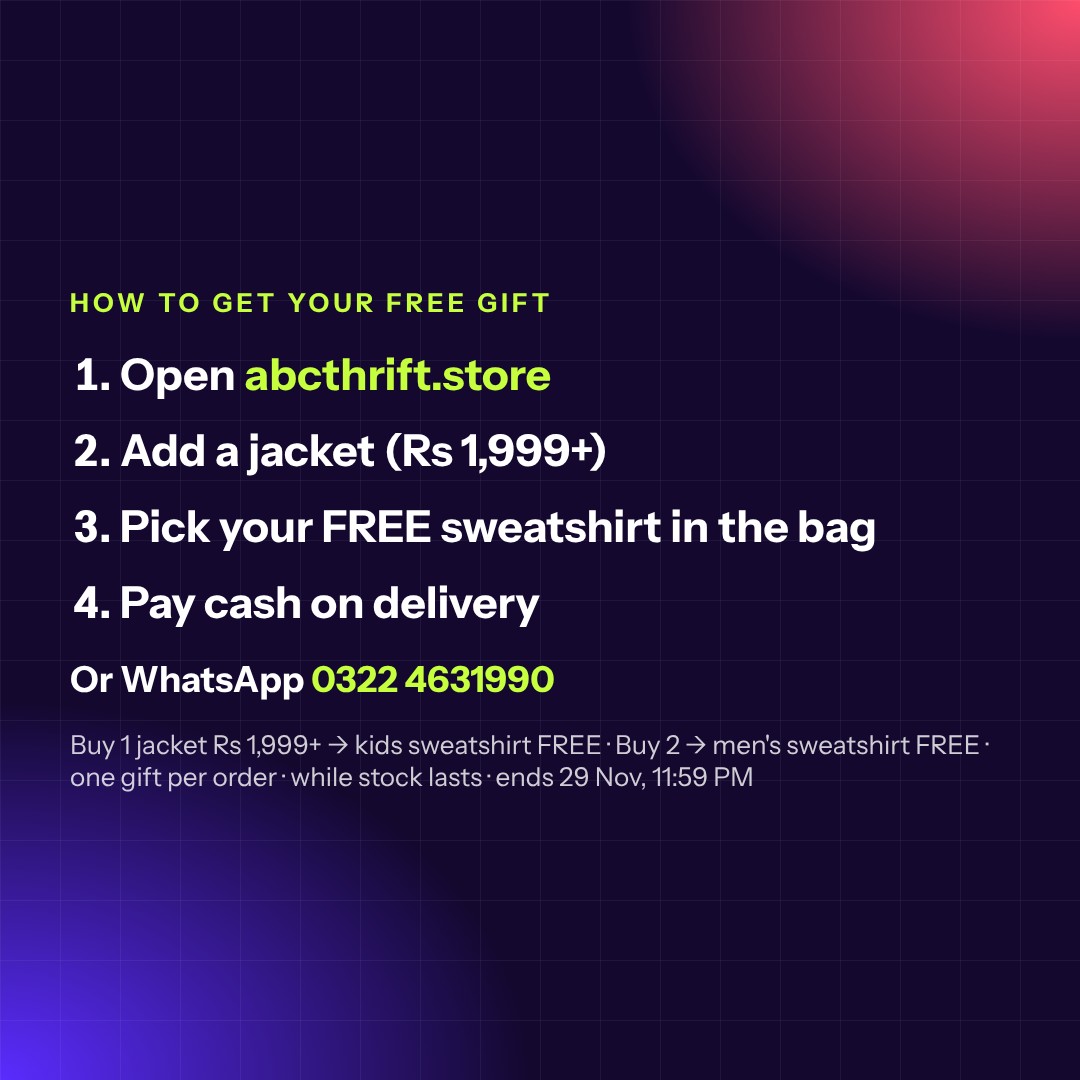 HOW TO GET YOUR FREE GIFT
1. Open abcthrift.store
2. Add a jacket (Rs 1,999+)
3. Pick your FREE sweatshirt in the bag
4. Pay cash on delivery
Or WhatsApp 0322 4631990
Buy 1 jacket Rs 1,999+ → kids sweatshirt FREE · Buy 2 → men's sweatshirt FREE ·
one gift per order · while stock lasts · ends 29 Nov, 11:59 PM